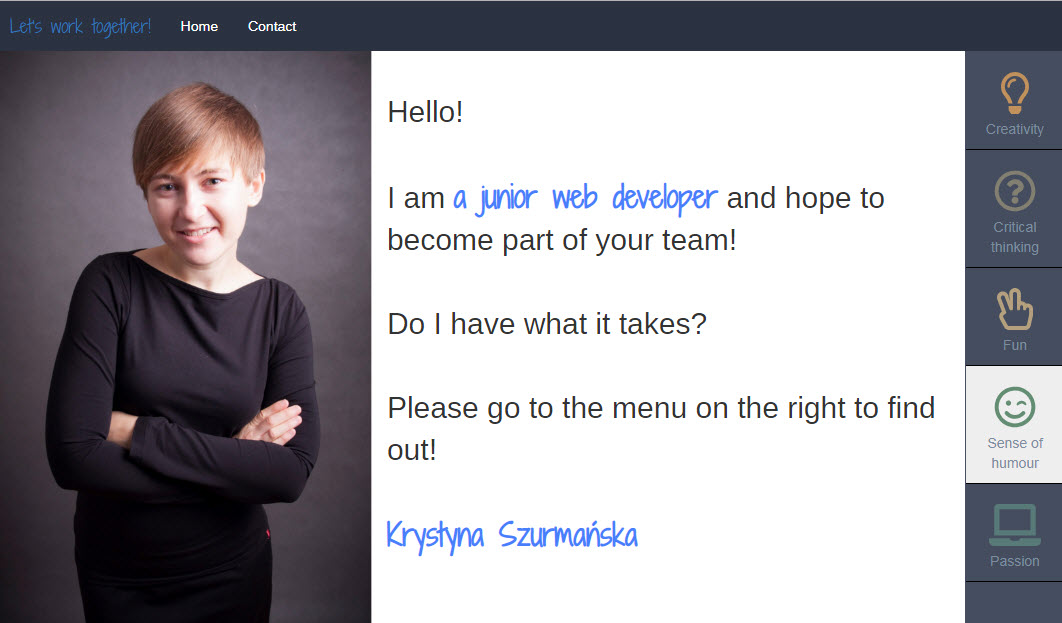 Let's work together! Home Contact
Hello!
I am a junior web developer and hope to
become part of your team!
Do I have what it takes?
Please go to the menu on the right to find
out!
Krystyna Szurmańska
Creativity
Critical
thinking
Fun
Sense of
humour
Passion